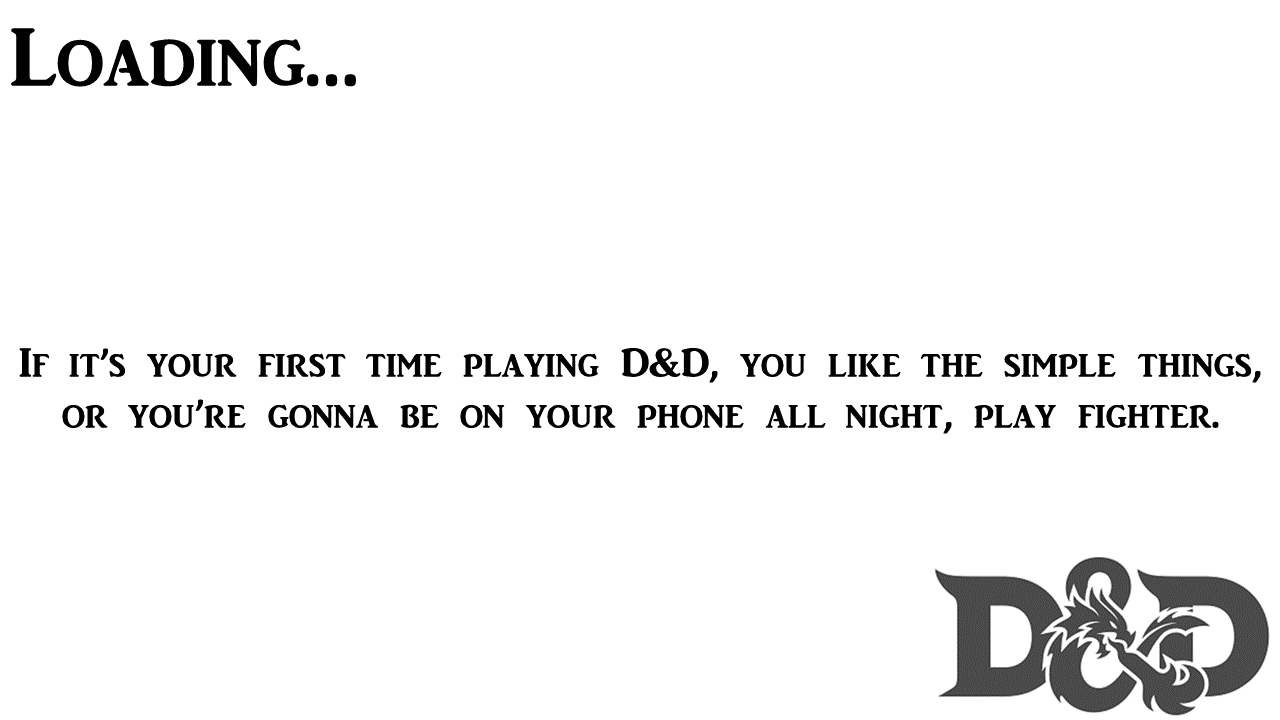 Loading...
If it's your first time playing D&D, you like the simple things,
or you're gonna be on your phone all night, play fighter.
D&D